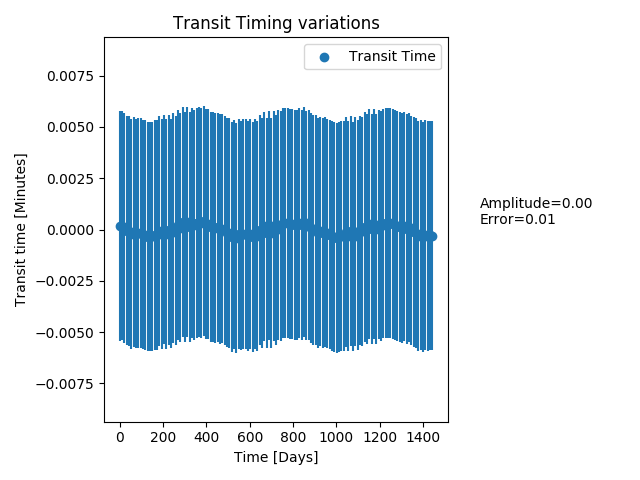 Transit Timing variations
Transit Time
0.0075
0.0050
0.0025
0.0000
−0.0025
−0.0050
−0.0075
Transit time [Minutes]
0 200 400 600 800 1000 1200 1400
Time [Days]
Amplitude=0.00
Error=0.01